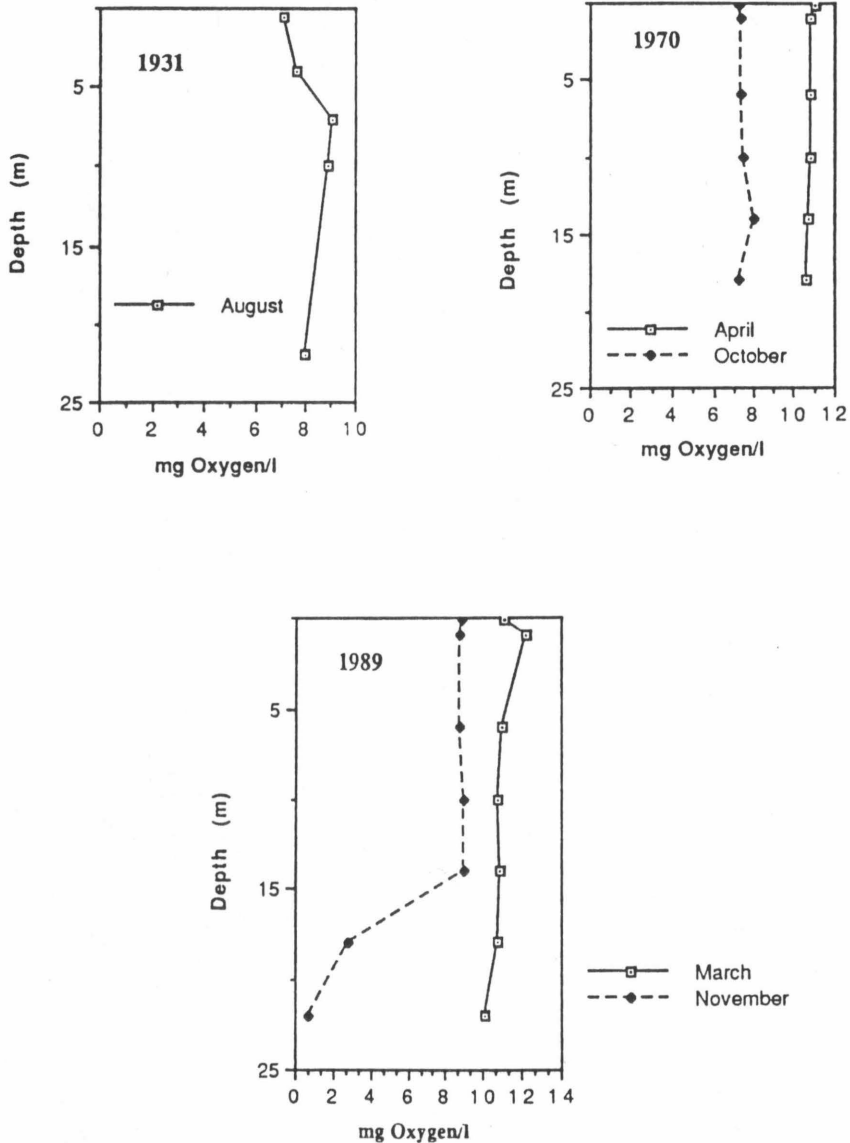 1931
5
15
25
Depth (m)
August
0 2 4 6 8 10
mg Oxygen/l
1970
5
15
25
Depth (m)
April
October
0 2 4 6 8 10 12
mg Oxygen/l
1989
5
15
25
Depth (m)
March
November
0 2 4 6 8 10 12 14
mg Oxygen/l